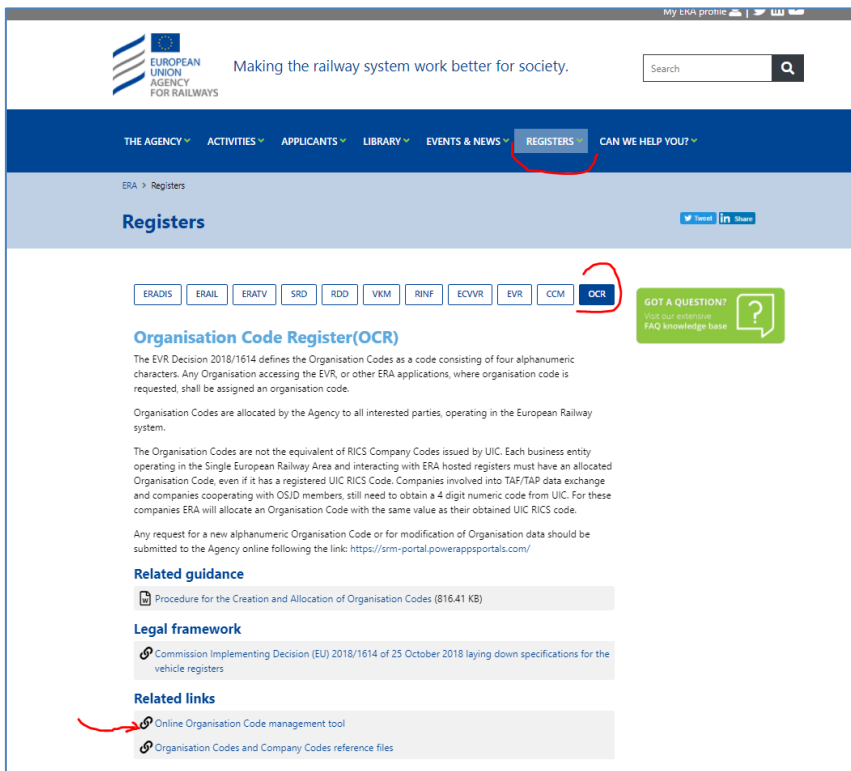 My ERA profile
EUROPEAN
UNION
AGENCY
FOR RAILWAYS
Making the railway system work better for society.
Search
THE AGENCY ACTIVITIES APPLICANTS LIBRARY EVENTS & NEWS REGISTERS CAN WE HELP YOU?
ERA > Registers
Registers
Tweet in Share
ERADIS ERAIL ERATV SRD RDD VKM RINF ECVVR EVR CCM OCR
GOT A QUESTION?
Visit our extensive
FAQ knowledge base
?
Organisation Code Register(OCR)
The EVR Decision 2018/1614 defines the Organisation Codes as a code consisting of four alphanumeric
characters. Any Organisation accessing the EVR, or other ERA applications, where organisation code is
requested, shall be assigned an organisation code.
Organisation Codes are allocated by the Agency to all interested parties, operating in the European Railway
system.
The Organisation Codes are not the equivalent of RICS Company Codes issued by UIC. Each business entity
operating in the Single European Railway Area and interacting with ERA hosted registers must have an allocated
Organisation Code, even if it has a registered UIC RICS Code. Companies involved into TAF/TAP data exchange
and companies cooperating with OSJD members, still need to obtain a 4 digit numeric code from UIC. For these
companies ERA will allocate an Organisation Code with the same value as their obtained UIC RICS code.
Any request for a new alphanumeric Organisation Code or for modification of Organisation data should be
submitted to the Agency online following the link: https://srm-portal.powerappsportals.com/
Related guidance
Procedure for the Creation and Allocation of Organisation Codes (816.41 KB)
Legal framework
Commission Implementing Decision (EU) 2018/1614 of 25 October 2018 laying down specifications for the
vehicle registers
Related links
Online Organisation Code management tool
Organisation Codes and Company Codes reference files